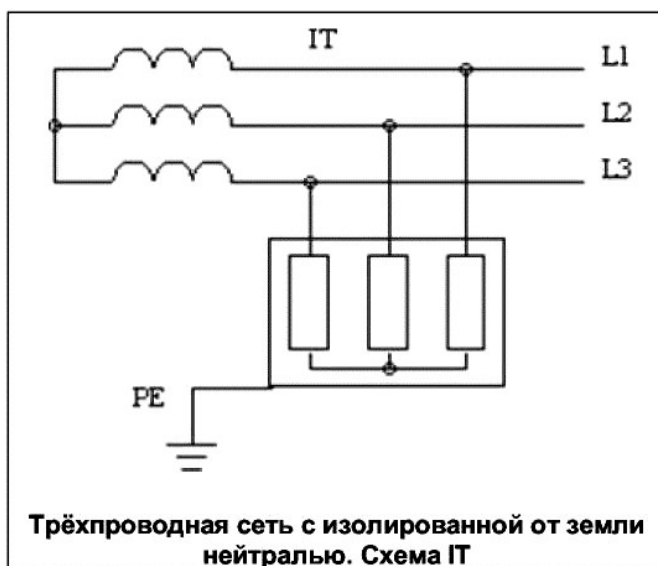 IT
L1
L2
L3
PE
Трёхпроводная сеть с изолированной от земли
нейтралью. Схема IT